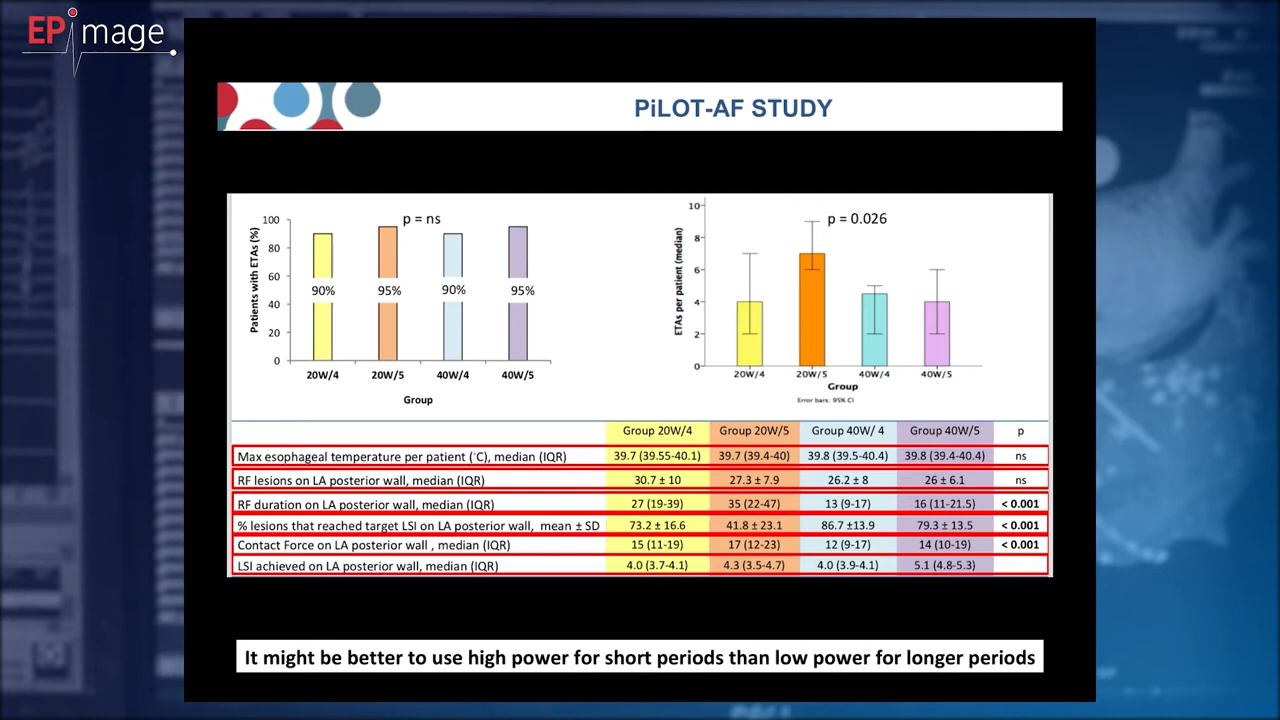 EPimage
PiLOT-AF STUDY
p = ns
Patients with ETAs (%)
100
80
60
40
20
0
90%
95%
90%
95%
20W/4
20W/5
40W/4
40W/5
Group
p = 0.026
ETAs per patient (median)
10
8
6
4
2
0
20W/4
20W/5
40W/4
40W/5
Group
Error bars: 95% CI
Group 20W/4 Group 20W/5 Group 40W/ 4 Group 40W/5 p
Max esophageal temperature per patient (°C), median (IQR) 39.7 (39.55-40.1) 39.7 (39.4-40) 39.8 (39.5-40.4) 39.8 (39.4-40.4) ns
RF lesions on LA posterior wall, median (IQR) 30.7 ± 10 27.3 ± 7.9 26.2 ± 8 26 ± 6.1 ns
RF duration on LA posterior wall, median (IQR) 27 (19-39) 35 (22-47) 13 (9-17) 16 (11-21.5) < 0.001
% lesions that reached target LSI on LA posterior wall, mean ± SD 73.2 ± 16.6 41.8 ± 23.1 86.7 ±13.9 79.3 ± 13.5 < 0.001
Contact Force on LA posterior wall , median (IQR) 15 (11-19) 17 (12-23) 12 (9-17) 14 (10-19) < 0.001
LSI achieved on LA posterior wall, median (IQR) 4.0 (3.7-4.1) 4.3 (3.5-4.7) 4.0 (3.9-4.1) 5.1 (4.8-5.3)
It might be better to use high power for short periods than low power for longer periods